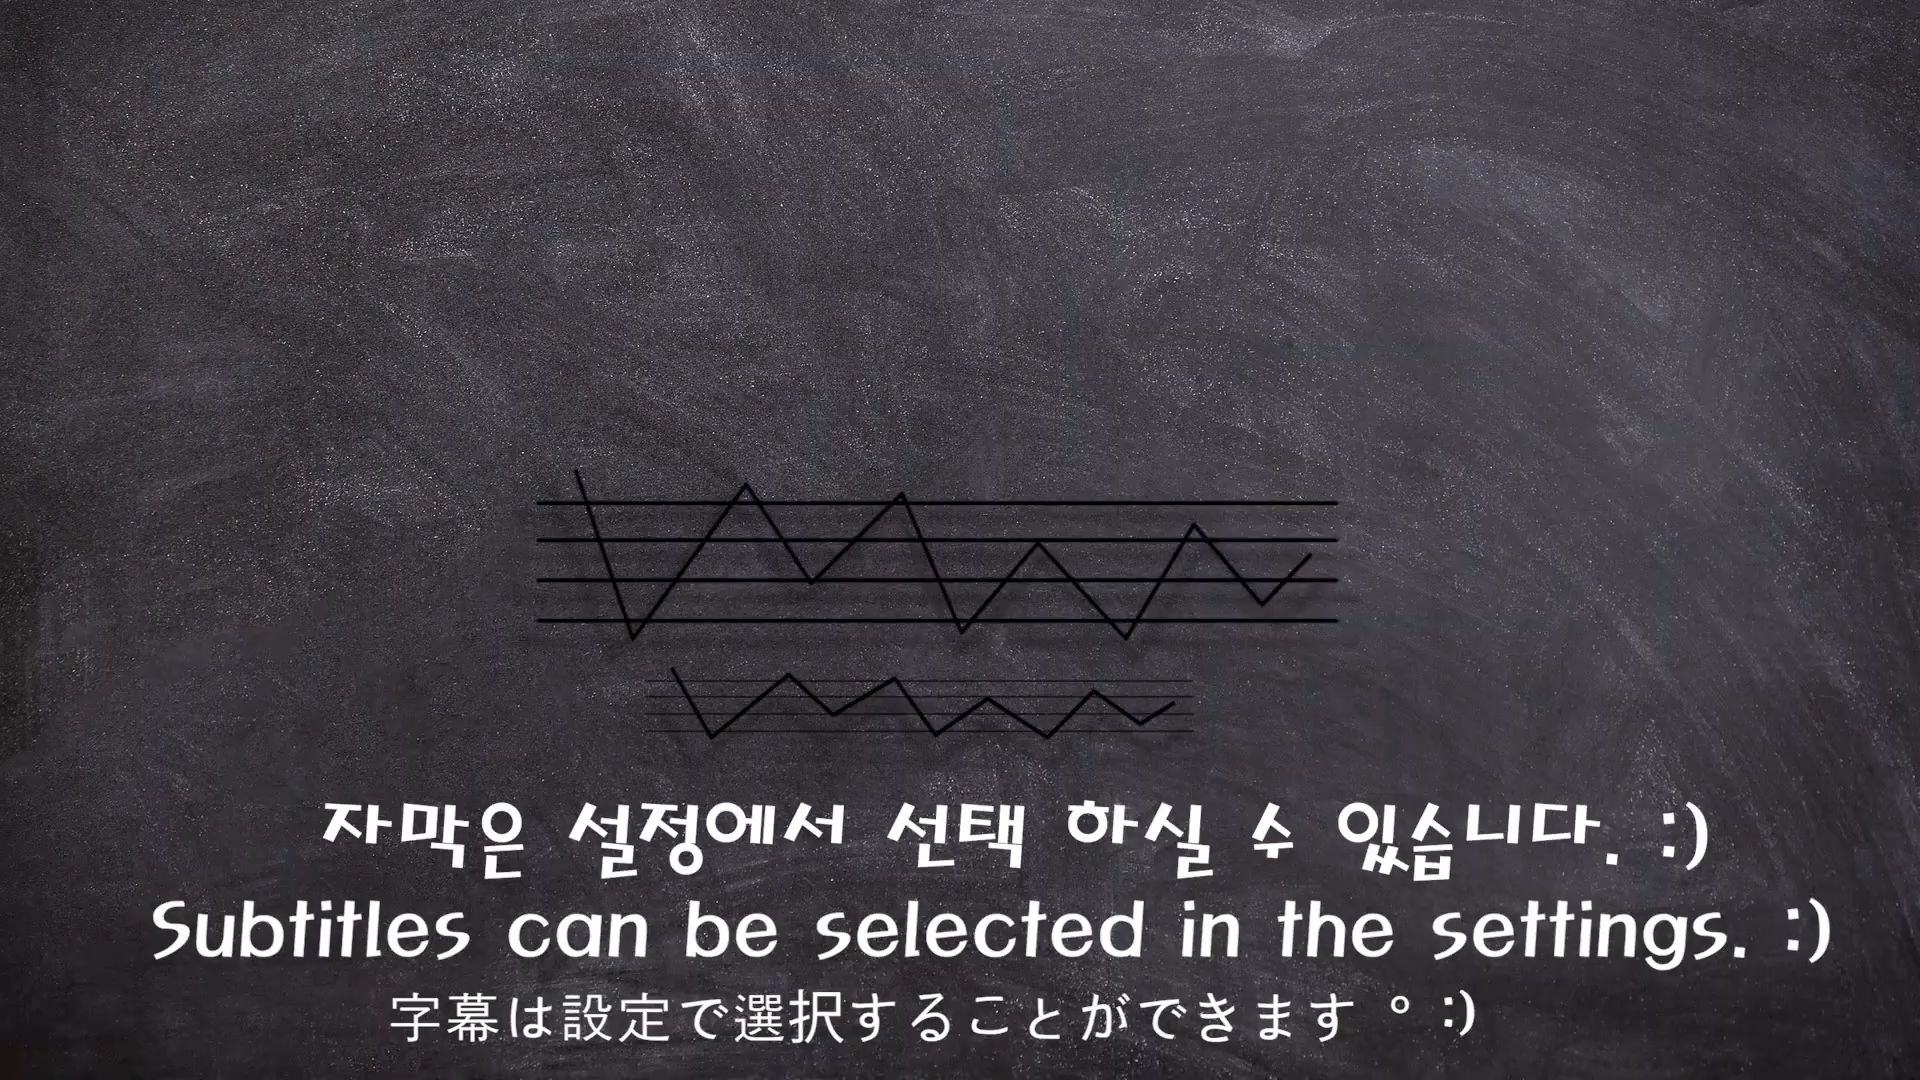 자막은 설정에서 선택 하실 수 있습니다. :)
Subtitles can be selected in the settings. :)
字幕は設定で選択することができます 。:)